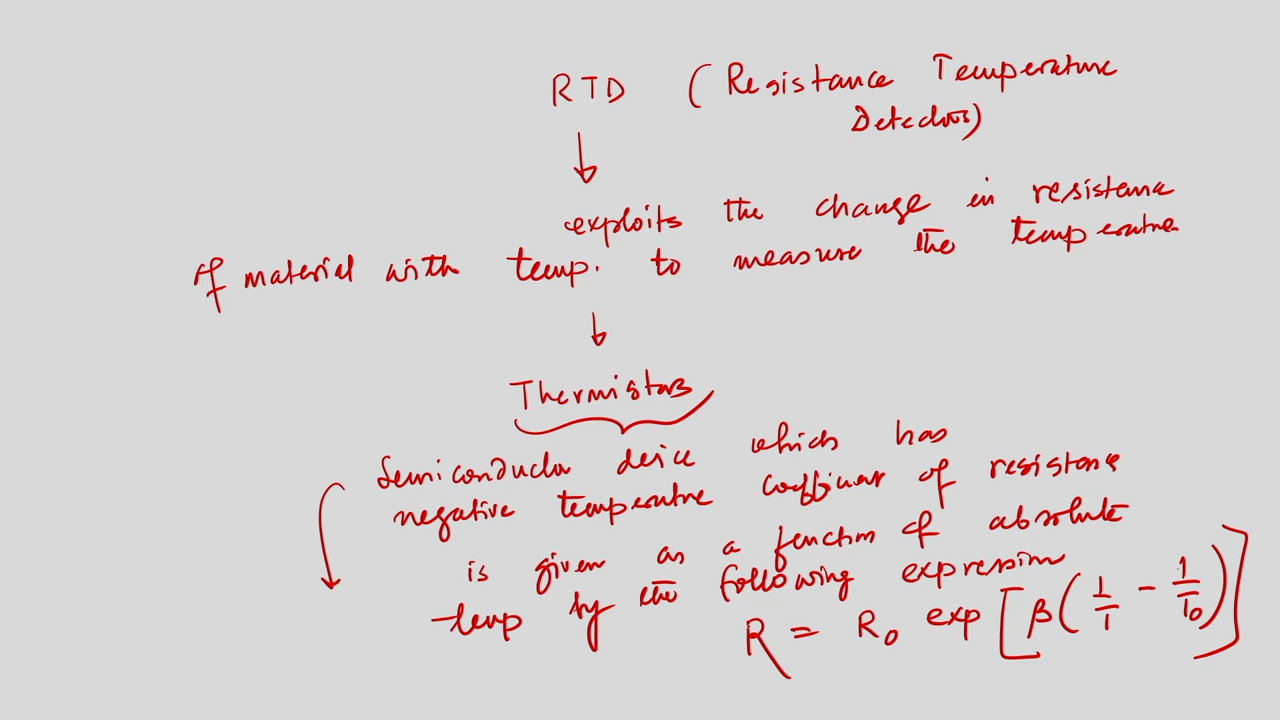 RTD (Resistance Temperature
Detectors)
exploits the change in resistance
of material with temp. to measure the temperature
Thermistors
Semiconductor device which has
negative temperature coefficient of resistance
is given as a function of absolute
temp by the following expression
R = R₀ exp [β(1/T - 1/T₀)]